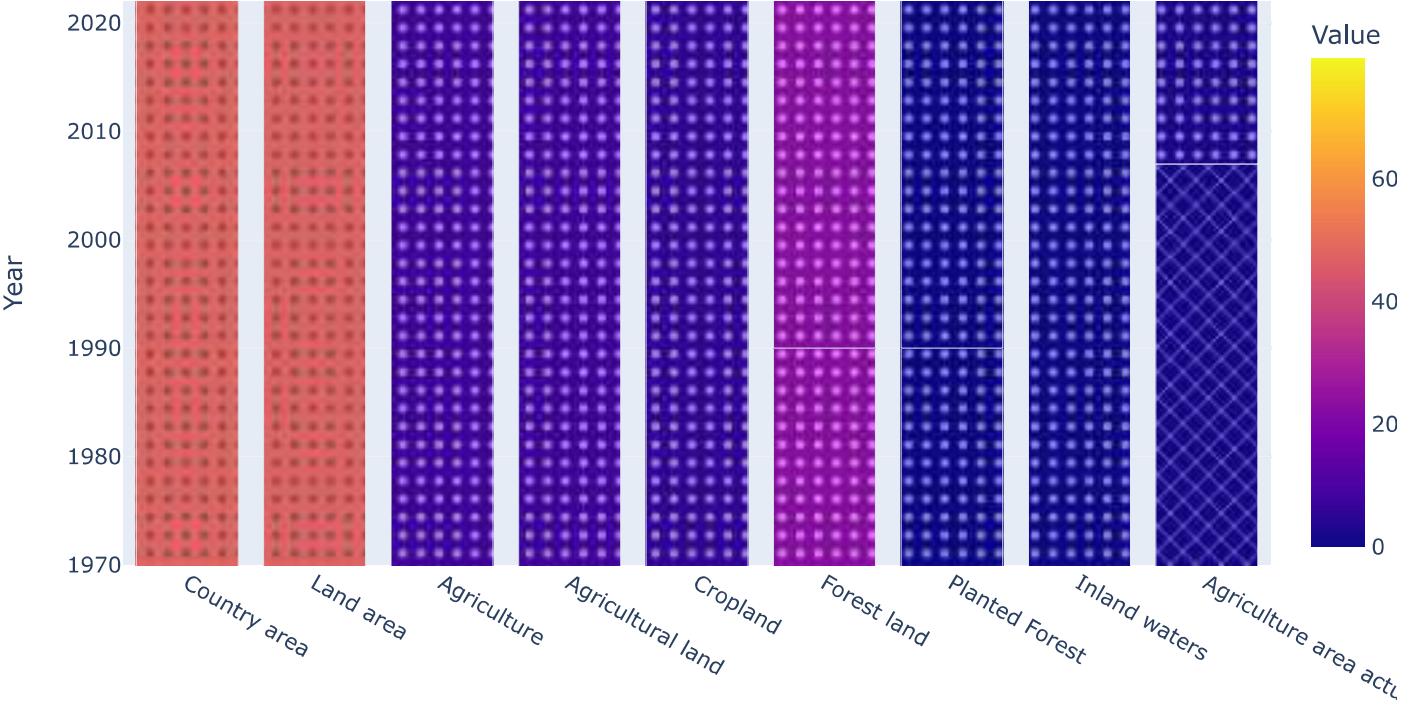 Value
2020
2010
2000
1990
1980
1970
Year
60
40
20
0
Country area
Land area
Agriculture
Agricultural land
Cropland
Forest land
Planted Forest
Inland waters
Agriculture area